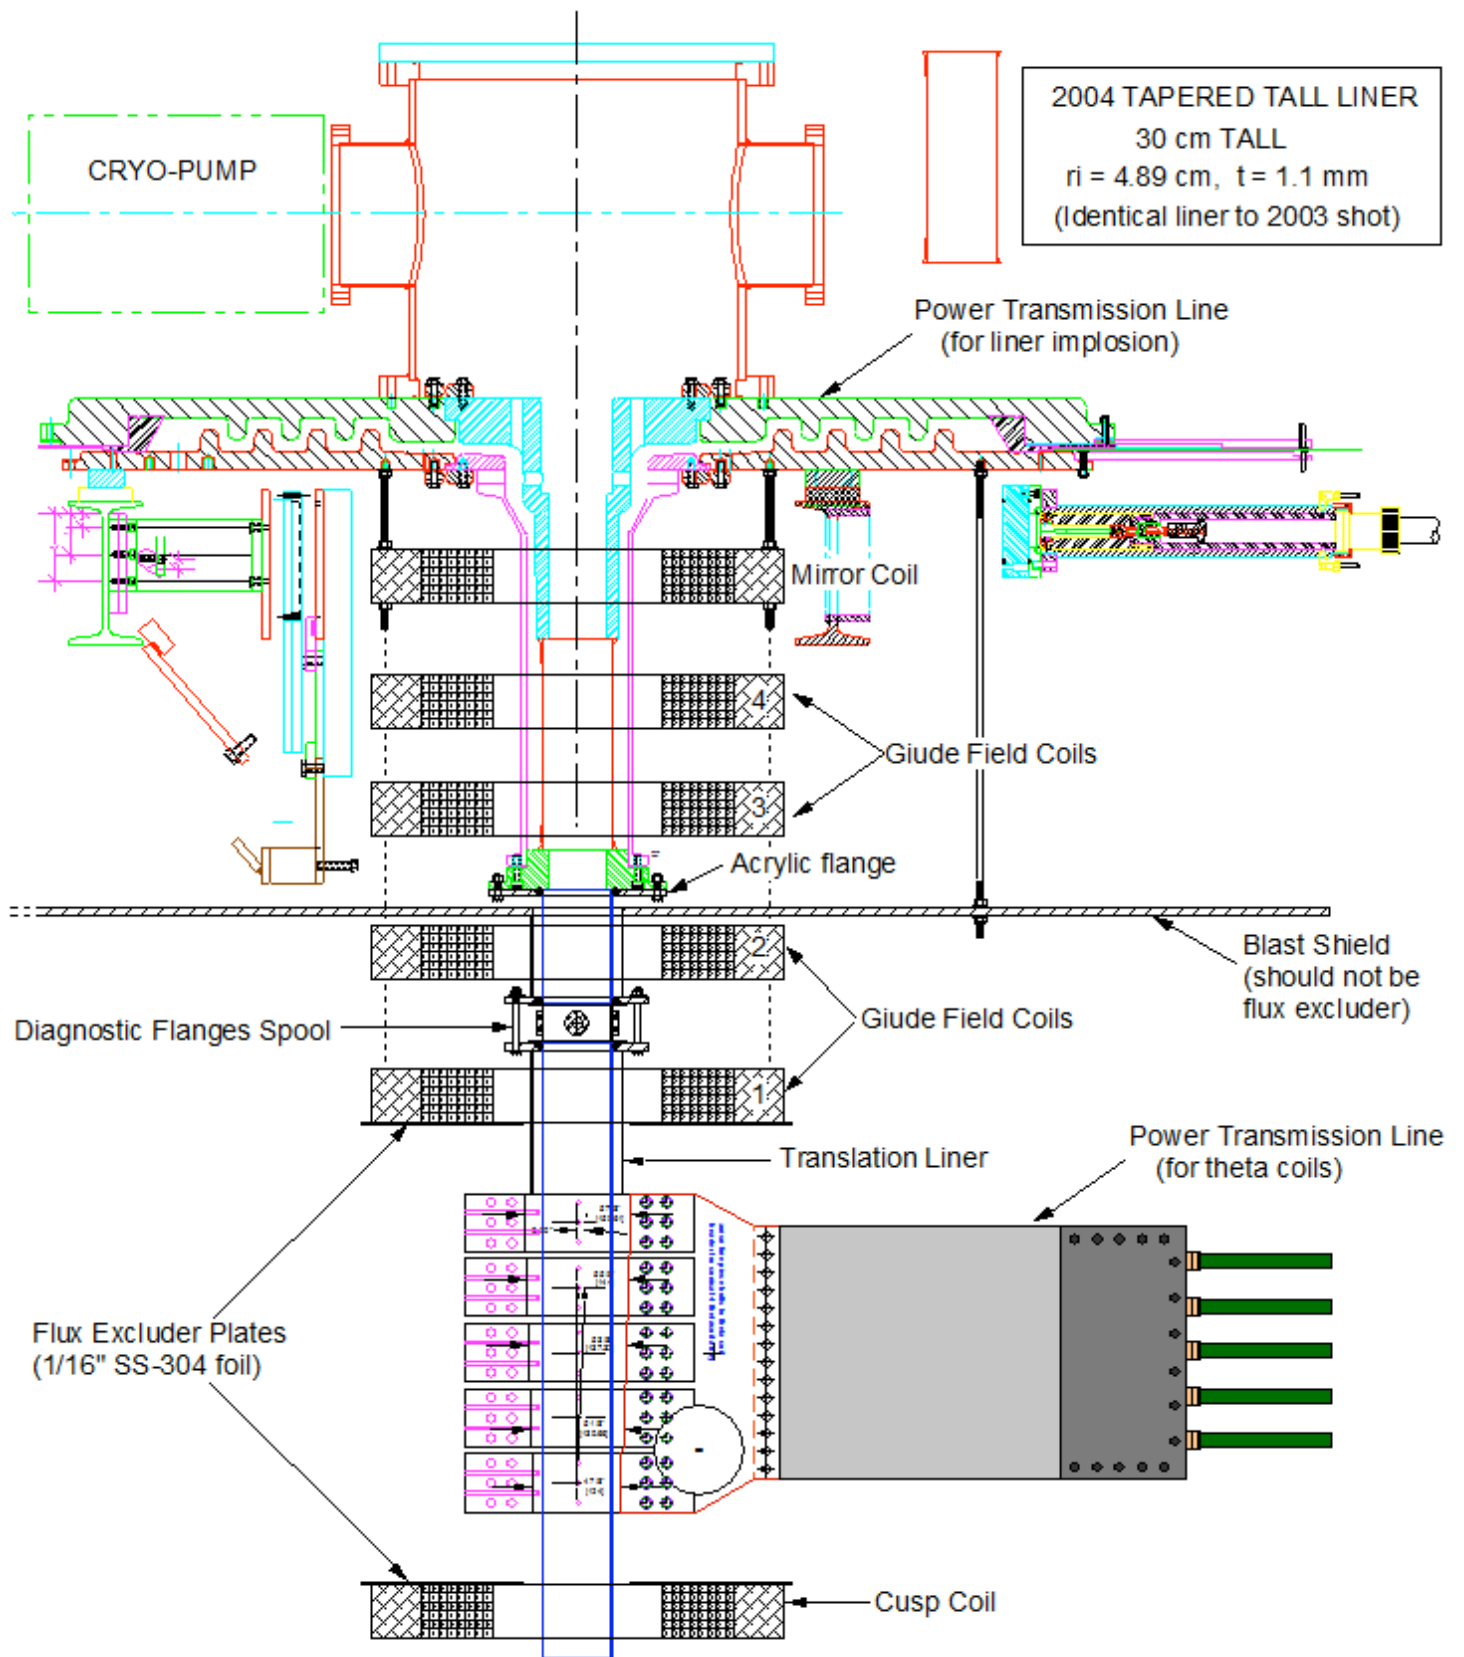 2004 TAPERED TALL LINER
30 cm TALL
ri = 4.89 cm, t = 1.1 mm
(Identical liner to 2003 shot)
CRYO-PUMP
Power Transmission Line
(for liner implosion)
Mirror Coil
4
Giude Field Coils
3
Acrylic flange
2
Blast Shield
(should not be
flux excluder)
Diagnostic Flanges Spool
Giude Field Coils
1
Power Transmission Line
(for theta coils)
Translation Liner
Flux Excluder Plates
(1/16" SS-304 foil)
Cusp Coil